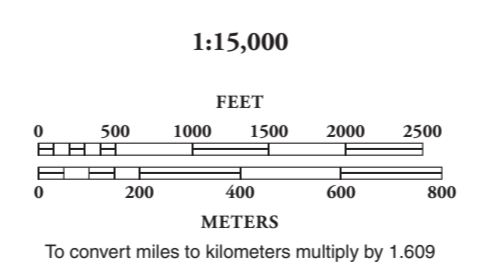 1:15,000
FEET
0 500 1000 1500 2000 2500
0 200 400 600 800
METERS
To convert miles to kilometers multiply by 1.609